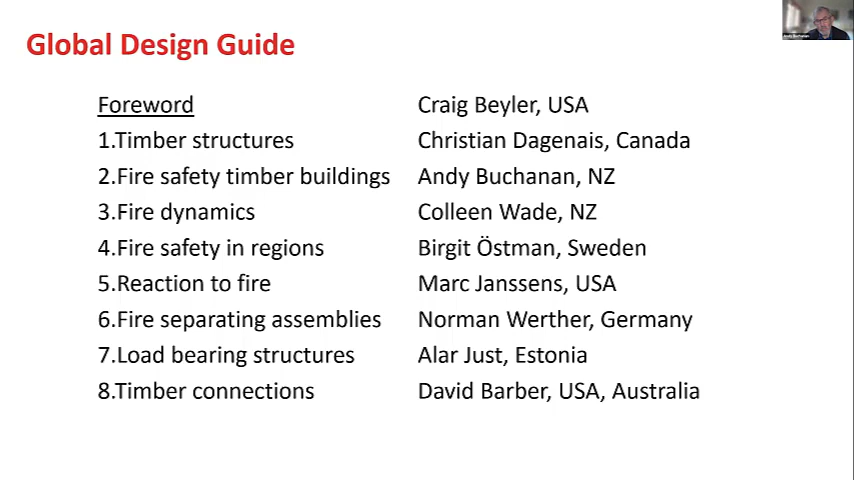 Global Design Guide
Foreword Craig Beyler, USA
1.Timber structures Christian Dagenais, Canada
2.Fire safety timber buildings Andy Buchanan, NZ
3.Fire dynamics Colleen Wade, NZ
4.Fire safety in regions Birgit Östman, Sweden
5.Reaction to fire Marc Janssens, USA
6.Fire separating assemblies Norman Werther, Germany
7.Load bearing structures Alar Just, Estonia
8.Timber connections David Barber, USA, Australia
Andy Buchanan